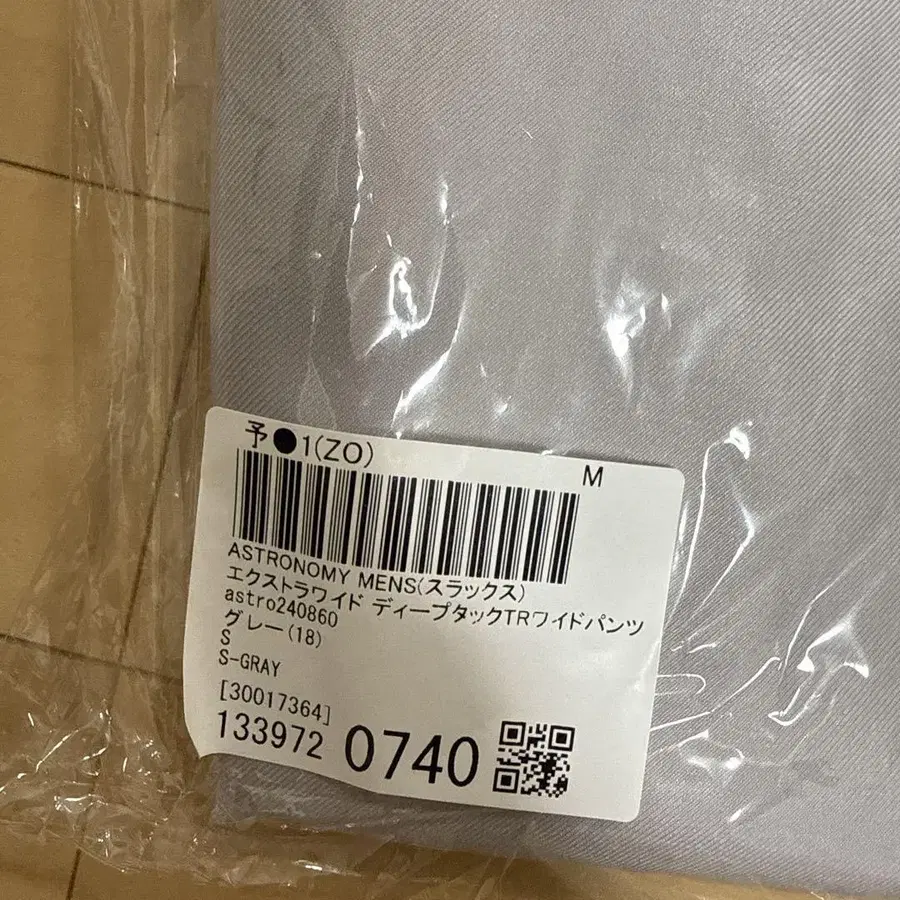 予●1(ZO)
M
ASTRONOMY MENS(スラックス)
エクストラワイド ディープタックTRワイドパンツ
astro240860
グレー(18)
S
S-GRAY
[30017364]
133972 0740